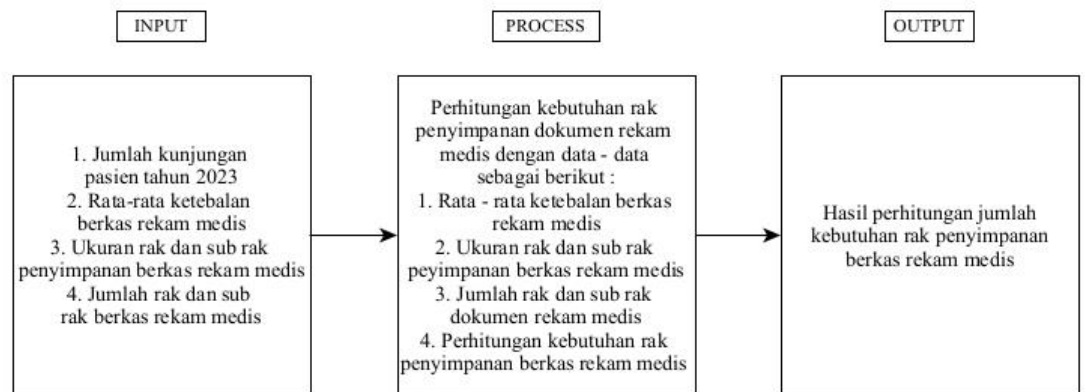 INPUT
PROCESS
OUTPUT
1. Jumlah kunjungan
pasien tahun 2023
2. Rata-rata ketebalan
berkas rekam medis
3. Ukuran rak dan sub rak
penyimpanan berkas rekam medis
4. Jumlah rak dan sub
rak berkas rekam medis
Perhitungan kebutuhan rak
penyimpanan dokumen rekam
medis dengan data - data
sebagai berikut :
1. Rata - rata ketebalan berkas
rekam medis
2. Ukuran rak dan sub rak
peyimpanan berkas rekam medis
3. Jumlah rak dan sub rak
dokumen rekam medis
4. Perhitungan kebutuhan rak
penyimpanan berkas rekam medis
Hasil perhitungan jumlah
kebutuhan rak penyimpanan
berkas rekam medis